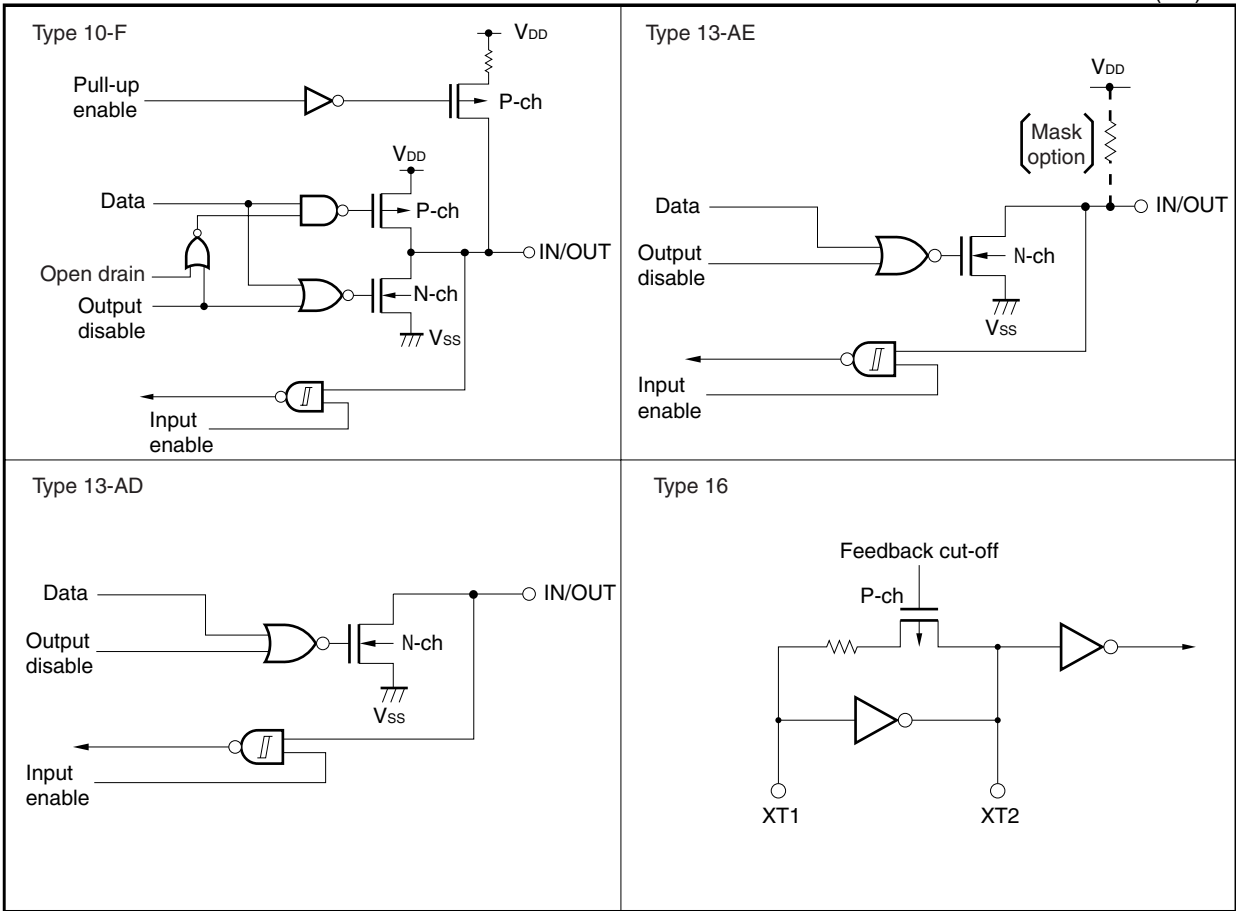 Type 10-F
VDD
Pull-up
enable
P-ch
VDD
Data
P-ch
IN/OUT
Open drain
Output
disable
N-ch
VSS
Input
enable
Type 13-AE
VDD
Mask
option
Data
IN/OUT
Output
disable
N-ch
VSS
Input
enable
Type 13-AD
Data
IN/OUT
Output
disable
N-ch
VSS
Input
enable
Type 16
Feedback cut-off
P-ch
XT1
XT2